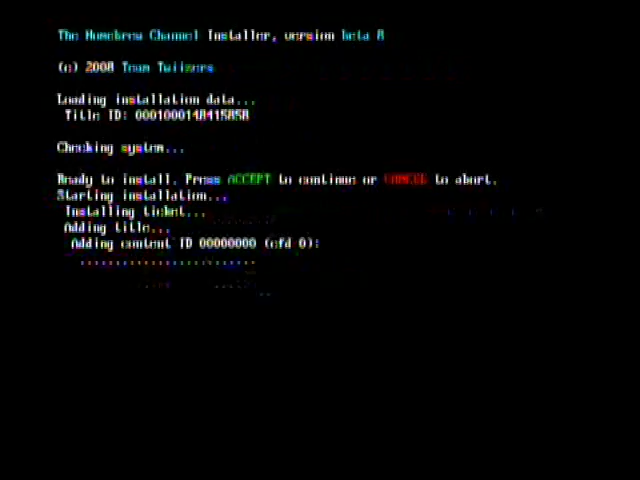 The Homebrew Channel Installer, version beta 8
(c) 2008 Team Twiizers
Loading installation data...
Title ID: 0001000148415858
Checking system...
Ready to install. Press ACCEPT to continue or CANCEL to abort.
Starting installation...
Installing ticket...
Adding title...
Adding content ID 00000000 (cfd 0):
........................